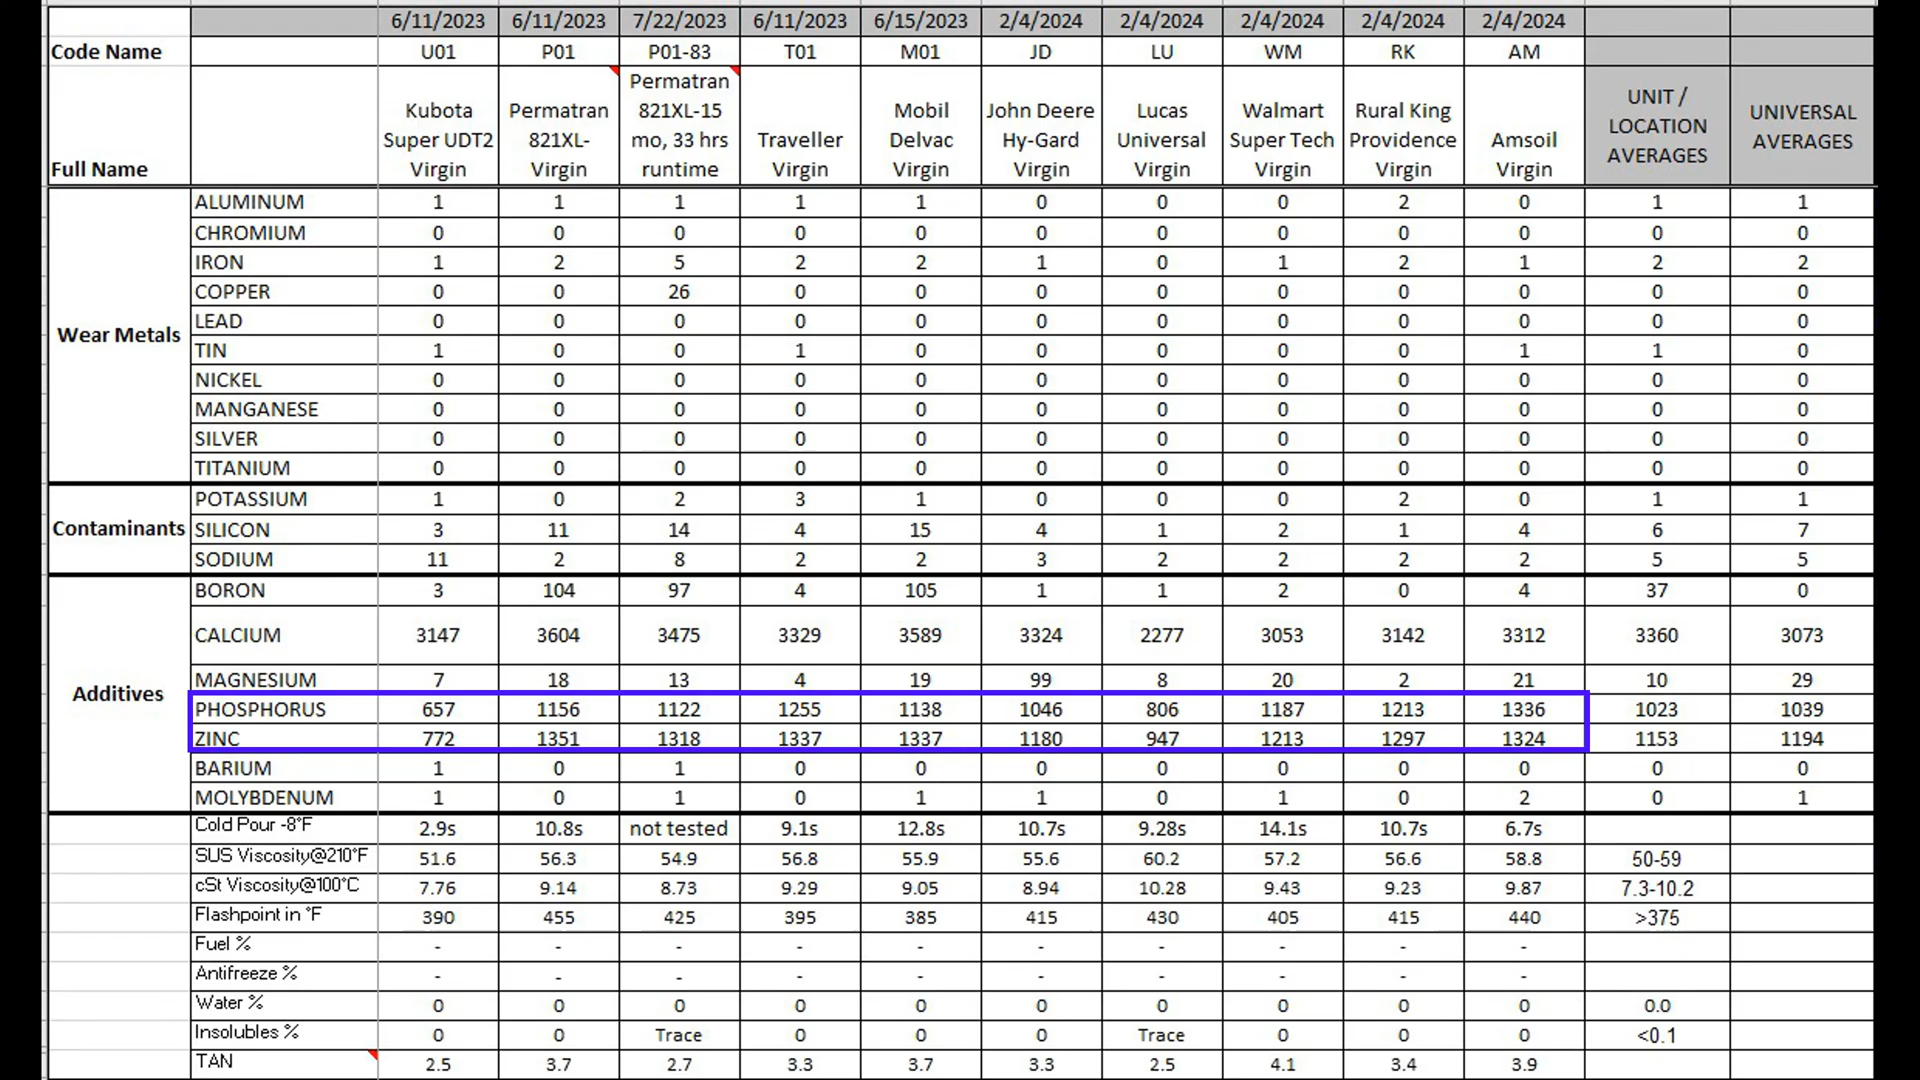 6/11/2023 6/11/2023 7/22/2023 6/11/2023 6/15/2023 2/4/2024 2/4/2024 2/4/2024 2/4/2024 2/4/2024
Code Name U01 P01 P01-83 T01 M01 JD LU WM RK AM
Full Name
Kubota
Super UDT2
Virgin
Permatran
821XL-
Virgin
Permatran
821XL-15
mo, 33 hrs
runtime
Traveller
Virgin
Mobil
Delvac
Virgin
John Deere
Hy-Gard
Virgin
Lucas
Universal
Virgin
Walmart
Super Tech
Virgin
Rural King
Providence
Virgin
Amsoil
Virgin
UNIT /
LOCATION
AVERAGES
UNIVERSAL
AVERAGES
Wear Metals
ALUMINUM 1 1 1 1 1 0 0 0 2 0 1 1
CHROMIUM 0 0 0 0 0 0 0 0 0 0 0 0
IRON 1 2 5 2 2 1 0 1 2 1 2 2
COPPER 0 0 26 0 0 0 0 0 0 0 0 0
LEAD 0 0 0 0 0 0 0 0 0 0 0 0
TIN 1 0 0 1 0 0 0 0 0 1 1 0
NICKEL 0 0 0 0 0 0 0 0 0 0 0 0
MANGANESE 0 0 0 0 0 0 0 0 0 0 0 0
SILVER 0 0 0 0 0 0 0 0 0 0 0 0
TITANIUM 0 0 0 0 0 0 0 0 0 0 0 0
Contaminants
POTASSIUM 1 0 2 3 1 0 0 0 2 0 1 1
SILICON 3 11 14 4 15 4 1 2 1 4 6 7
SODIUM 11 2 8 2 2 3 2 2 2 2 5 5
Additives
BORON 3 104 97 4 105 1 1 2 0 4 37 0
CALCIUM 3147 3604 3475 3329 3589 3324 2277 3053 3142 3312 3360 3073
MAGNESIUM 7 18 13 4 19 99 8 20 2 21 10 29
PHOSPHORUS 657 1156 1122 1255 1138 1046 806 1187 1213 1336 1023 1039
ZINC 772 1351 1318 1337 1337 1180 947 1213 1297 1324 1153 1194
BARIUM 1 0 1 0 0 0 0 0 0 0 0 0
MOLYBDENUM 1 0 1 0 1 1 0 1 0 2 0 1
Cold Pour -8°F 2.9s 10.8s not tested 9.1s 12.8s 10.7s 9.28s 14.1s 10.7s 6.7s
SUS Viscosity@210°F 51.6 56.3 54.9 56.8 55.9 55.6 60.2 57.2 56.6 58.8 50-59
cSt Viscosity@100°C 7.76 9.14 8.73 9.29 9.05 8.94 10.28 9.43 9.23 9.87 7.3-10.2
Flashpoint in °F 390 455 425 395 385 415 430 405 415 440 >375
Fuel % - - - - - - - - - -
Antifreeze % - - - - - - - - - -
Water % 0 0 0 0 0 0 0 0 0 0 0.0
Insolubles % 0 0 Trace 0 0 0 Trace 0 0 0 <0.1
TAN 2.5 3.7 2.7 3.3 3.7 3.3 2.5 4.1 3.4 3.9